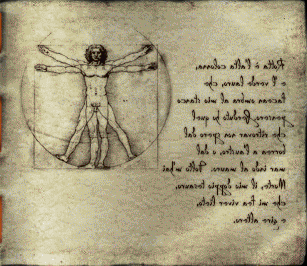 Rotta è l'alta colonna,
e 'l verde lauro, che
facean ombra al mio stanco
pensero. Perduto ho quel
che ritrovar non spero dal
borrea a l'austro, o dal
mar indo al mauro. Tolto m'hai
Morte, il mio doppio tesauro,
che mi fea viver lieto
e gire altero.